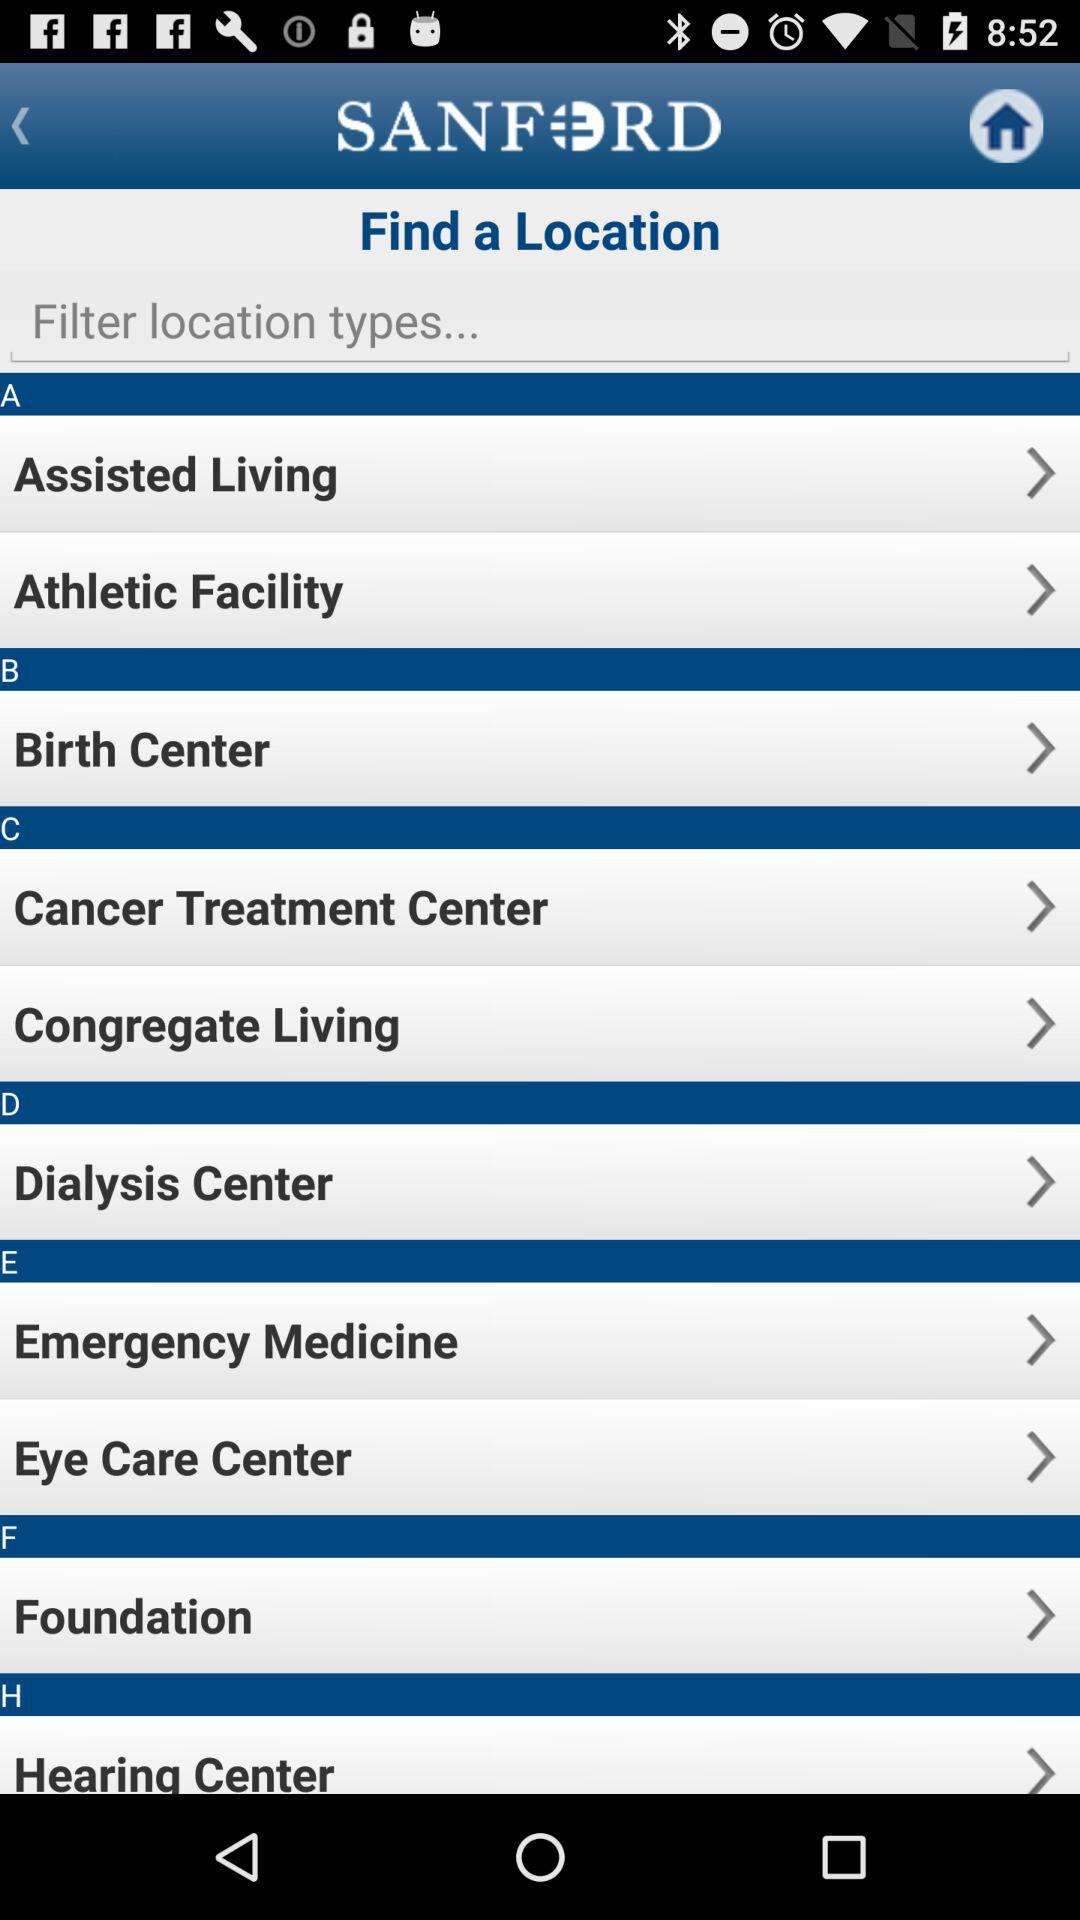 8:52
SANFORD
Find a Location
Filter location types...
A
Assisted Living
Athletic Facility
B
Birth Center
C
Cancer Treatment Center
Congregate Living
D
Dialysis Center
E
Emergency Medicine
Eye Care Center
F
Foundation
H
Hearing Center